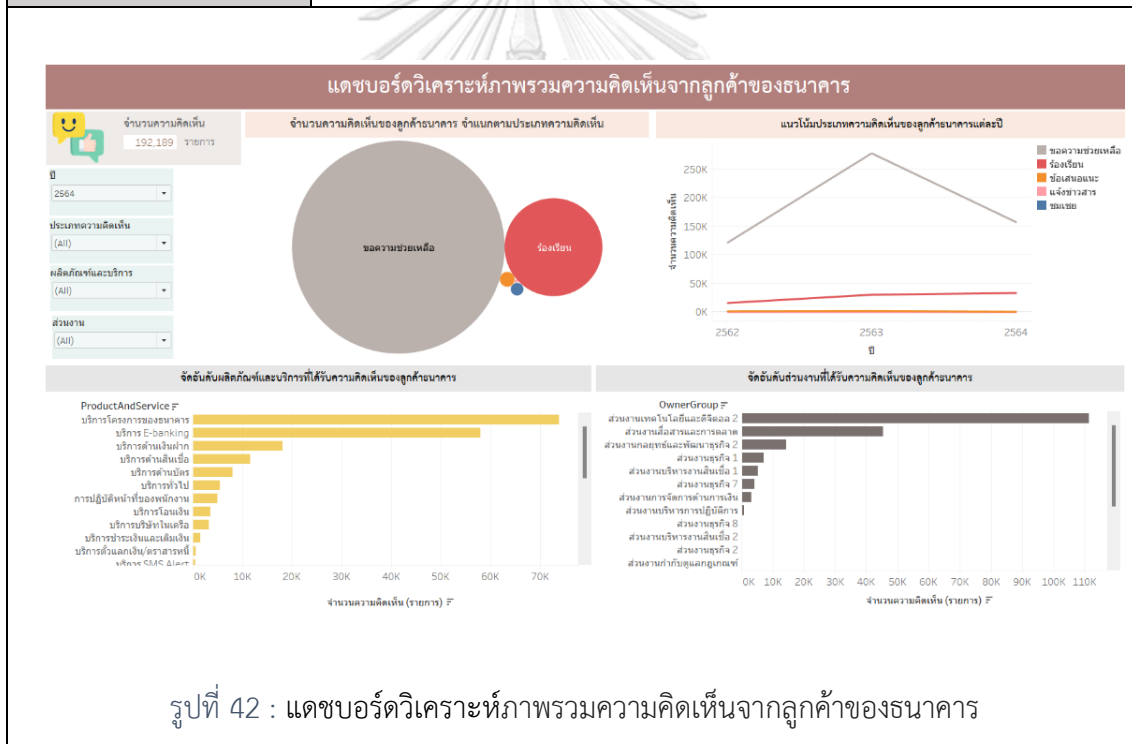 แดชบอร์ดวิเคราะห์ภาพรวมความคิดเห็นจากลูกค้าของธนาคาร
จำนวนความคิดเห็น
192,189 รายการ
ปี
2564
ประเภทความคิดเห็น
(All)
ผลิตภัณฑ์และบริการ
(All)
ส่วนงาน
(All)
จำนวนความคิดเห็นของลูกค้าธนาคาร จำแนกตามประเภทความคิดเห็น
ขอความช่วยเหลือ
ร้องเรียน
แนวโน้มประเภทความคิดเห็นของลูกค้าธนาคารแต่ละปี
จำนวนความคิดเห็น
250K
200K
150K
100K
50K
0K
2562 2563 2564
ปี
ขอความช่วยเหลือ
ร้องเรียน
ข้อเสนอแนะ
แจ้งข่าวสาร
ชมเชย
จัดอันดับผลิตภัณฑ์และบริการที่ได้รับความคิดเห็นของลูกค้าธนาคาร
ProductAndService
บริการโครงการของธนาคาร
บริการ E-banking
บริการด้านเงินฝาก
บริการด้านสินเชื่อ
บริการด้านบัตร
บริการทั่วไป
การปฏิบัติหน้าที่ของพนักงาน
บริการโอนเงิน
บริการบริษัทในเครือ
บริการชำระเงินและเติมเงิน
บริการตั๋วแลกเงิน/ตราสารหนี้
บริการ SMS Alert
0K 10K 20K 30K 40K 50K 60K 70K
จำนวนความคิดเห็น (รายการ)
จัดอันดับส่วนงานที่ได้รับความคิดเห็นของลูกค้าธนาคาร
OwnerGroup
ส่วนงานเทคโนโลยีและดิจิตอล 2
ส่วนงานสื่อสารและการตลาด
ส่วนงานกลยุทธ์และพัฒนาธุรกิจ 2
ส่วนงานธุรกิจ 1
ส่วนงานบริหารงานสินเชื่อ 1
ส่วนงานธุรกิจ 7
ส่วนงานการจัดการด้านการเงิน
ส่วนงานบริหารการปฏิบัติการ
ส่วนงานธุรกิจ 8
ส่วนงานบริหารงานสินเชื่อ 2
ส่วนงานธุรกิจ 2
ส่วนงานกำกับดูแลกฎเกณฑ์
0K 10K 20K 30K 40K 50K 60K 70K 80K 90K 100K 110K
จำนวนความคิดเห็น (รายการ)
รูปที่ 42 : แดชบอร์ดวิเคราะห์ภาพรวมความคิดเห็นจากลูกค้าของธนาคาร